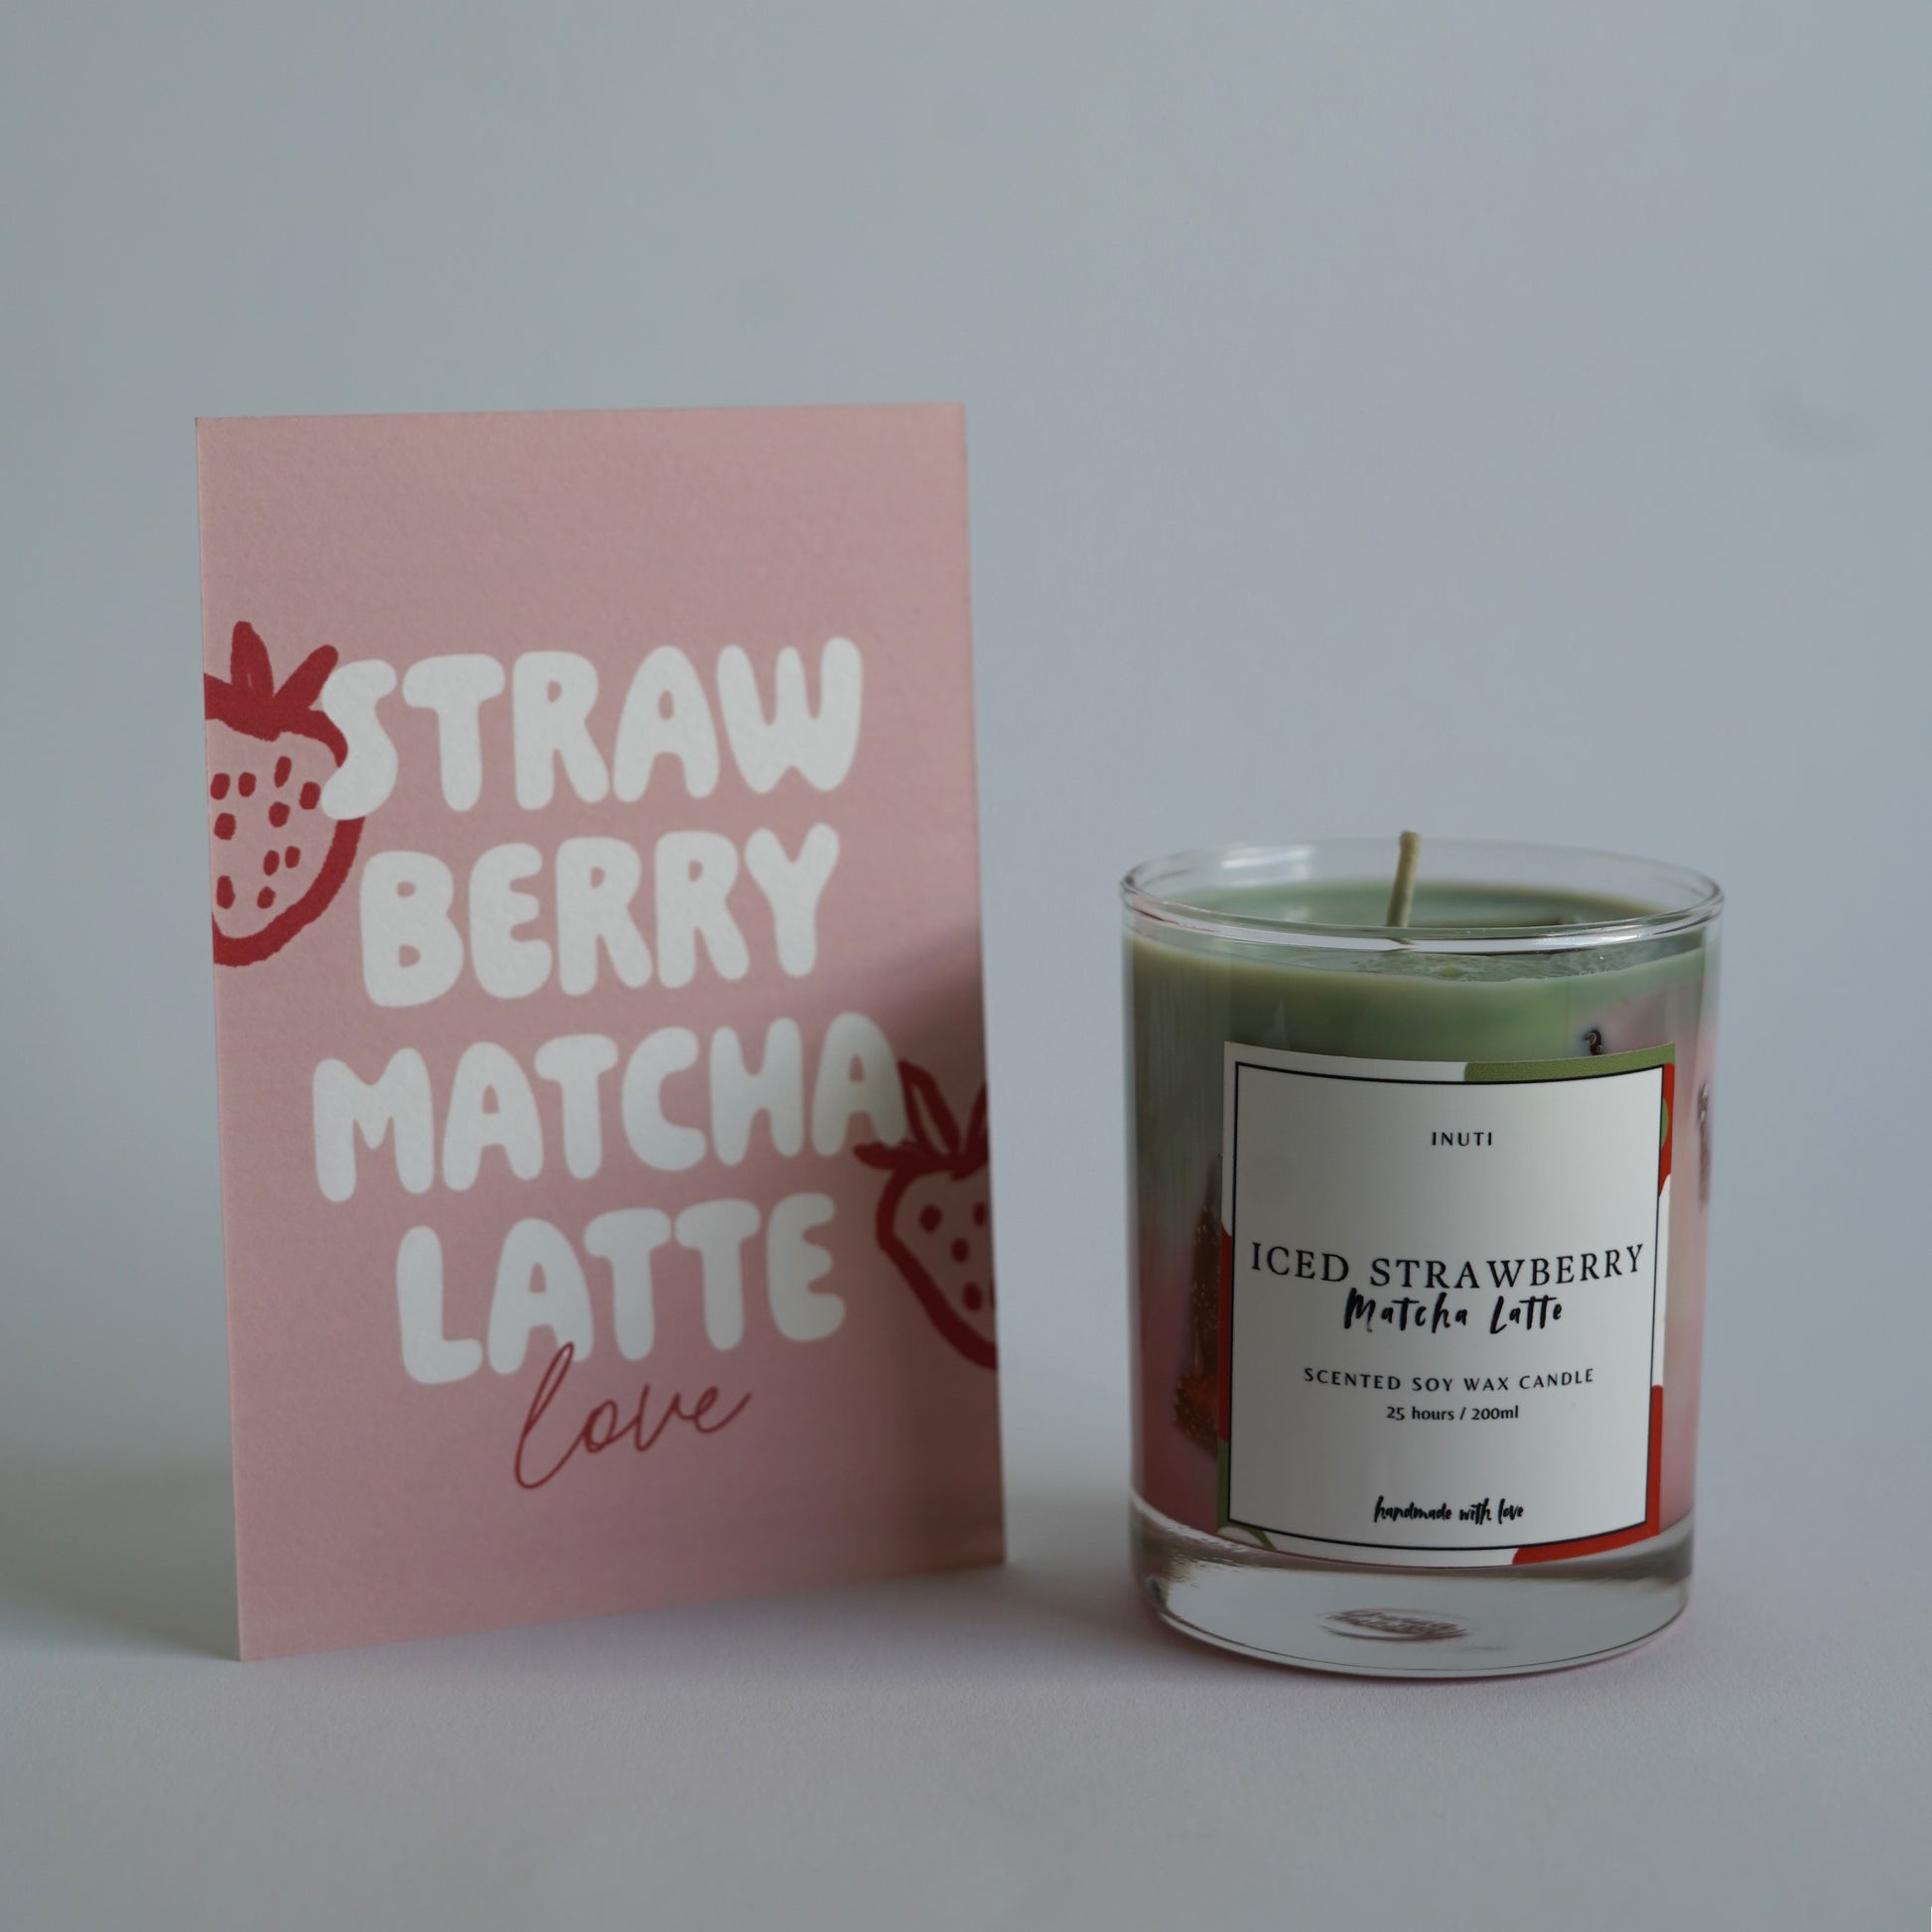 STRAW
BERRY
MATCHA
LATTE
love
INUTI
ICED STRAWBERRY
Matcha Latte
SCENTED SOY WAX CANDLE
25 hours / 200ml
handmade with love